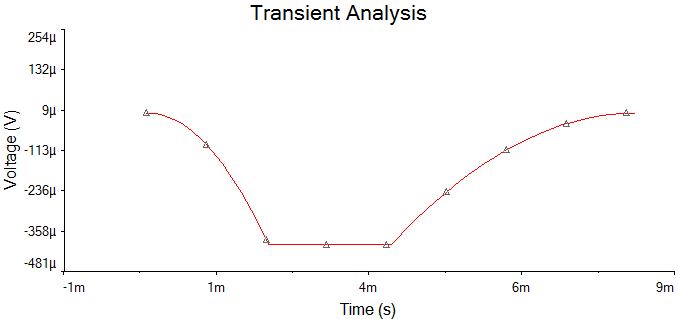 Transient Analysis
254µ
132µ
9µ
-113µ
-236µ
-358µ
-481µ
Voltage (V)
-1m 1m 4m 6m 9m
Time (s)